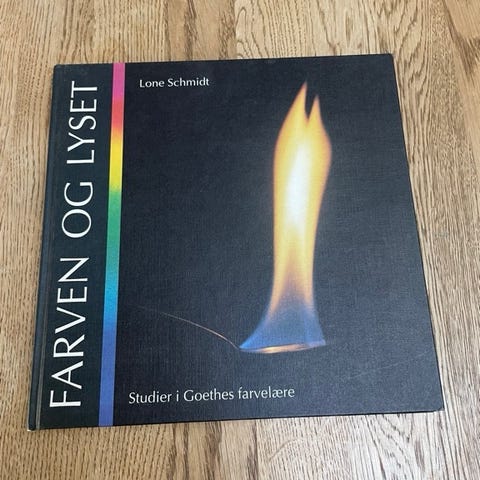 Lone Schmidt
FARVEN OG LYSET
Studier i Goethes farvelære